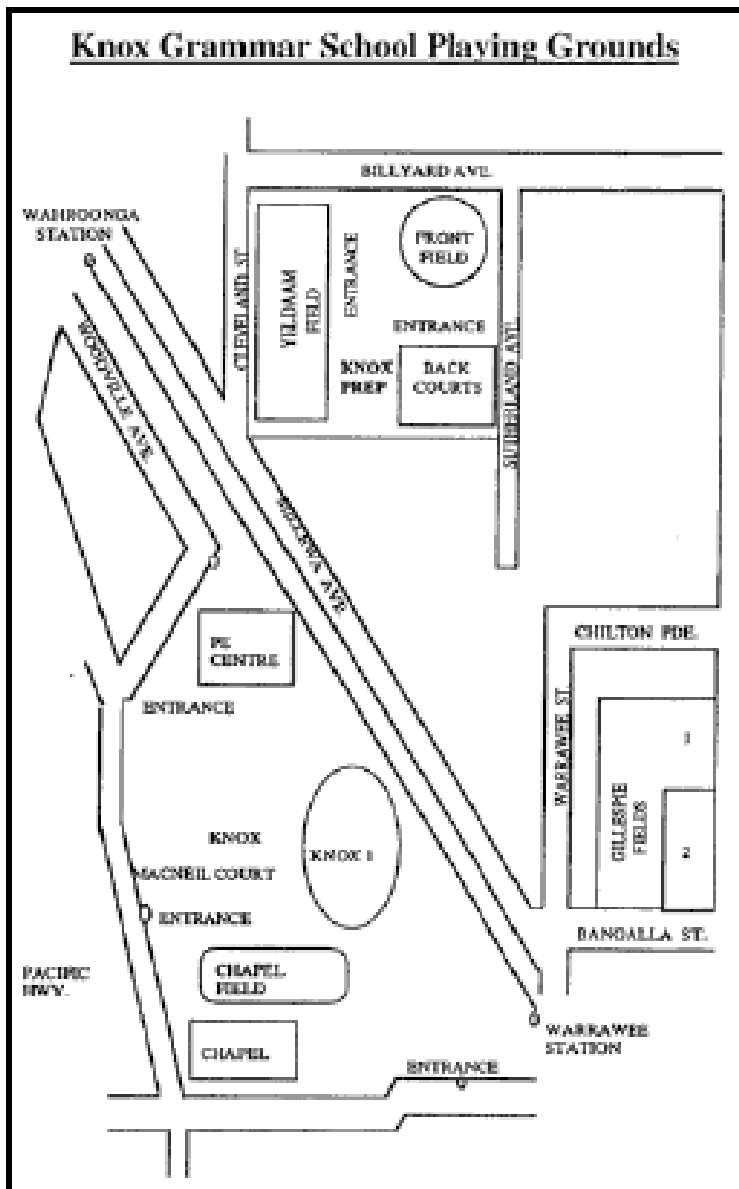 Knox Grammar School Playing Grounds
BILLYARD AVE.
WAHROONGA
STATION
CLEVELAND ST
YILDAAM
FIELD
ENTRANCE
FRONT
FIELD
ENTRANCE
KNOX
PREP
BACK
COURTS
SUTHERLAND AVE.
WOODVILLE AVE.
AVE.
PE
CENTRE
ENTRANCE
CHILTON PDE.
WARRAWEE ST.
GILLESPIE
FIELDS
1
2
KNOX
MACNEIL COURT
KNOX 1
ENTRANCE
BANGALLA ST.
PACIFIC
HWY.
CHAPEL
FIELD
CHAPEL
ENTRANCE
WARRAWEE
STATION